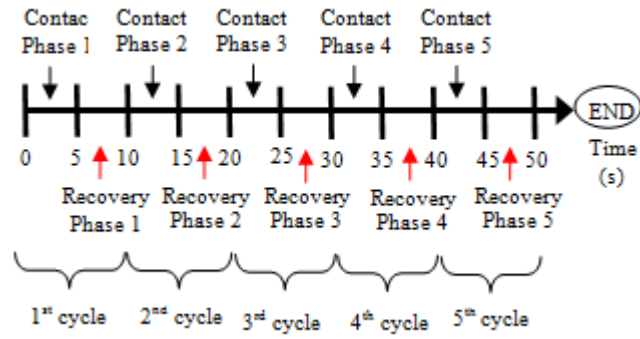 Contac Contact Contact Contact Contact
Phase 1 Phase 2 Phase 3 Phase 4 Phase 5
END
0 5 10 15 20 25 30 35 40 45 50 Time
(s)
Recovery Recovery Recovery Recovery Recovery
Phase 1 Phase 2 Phase 3 Phase 4 Phase 5
1st cycle 2nd cycle 3rd cycle 4th cycle 5th cycle